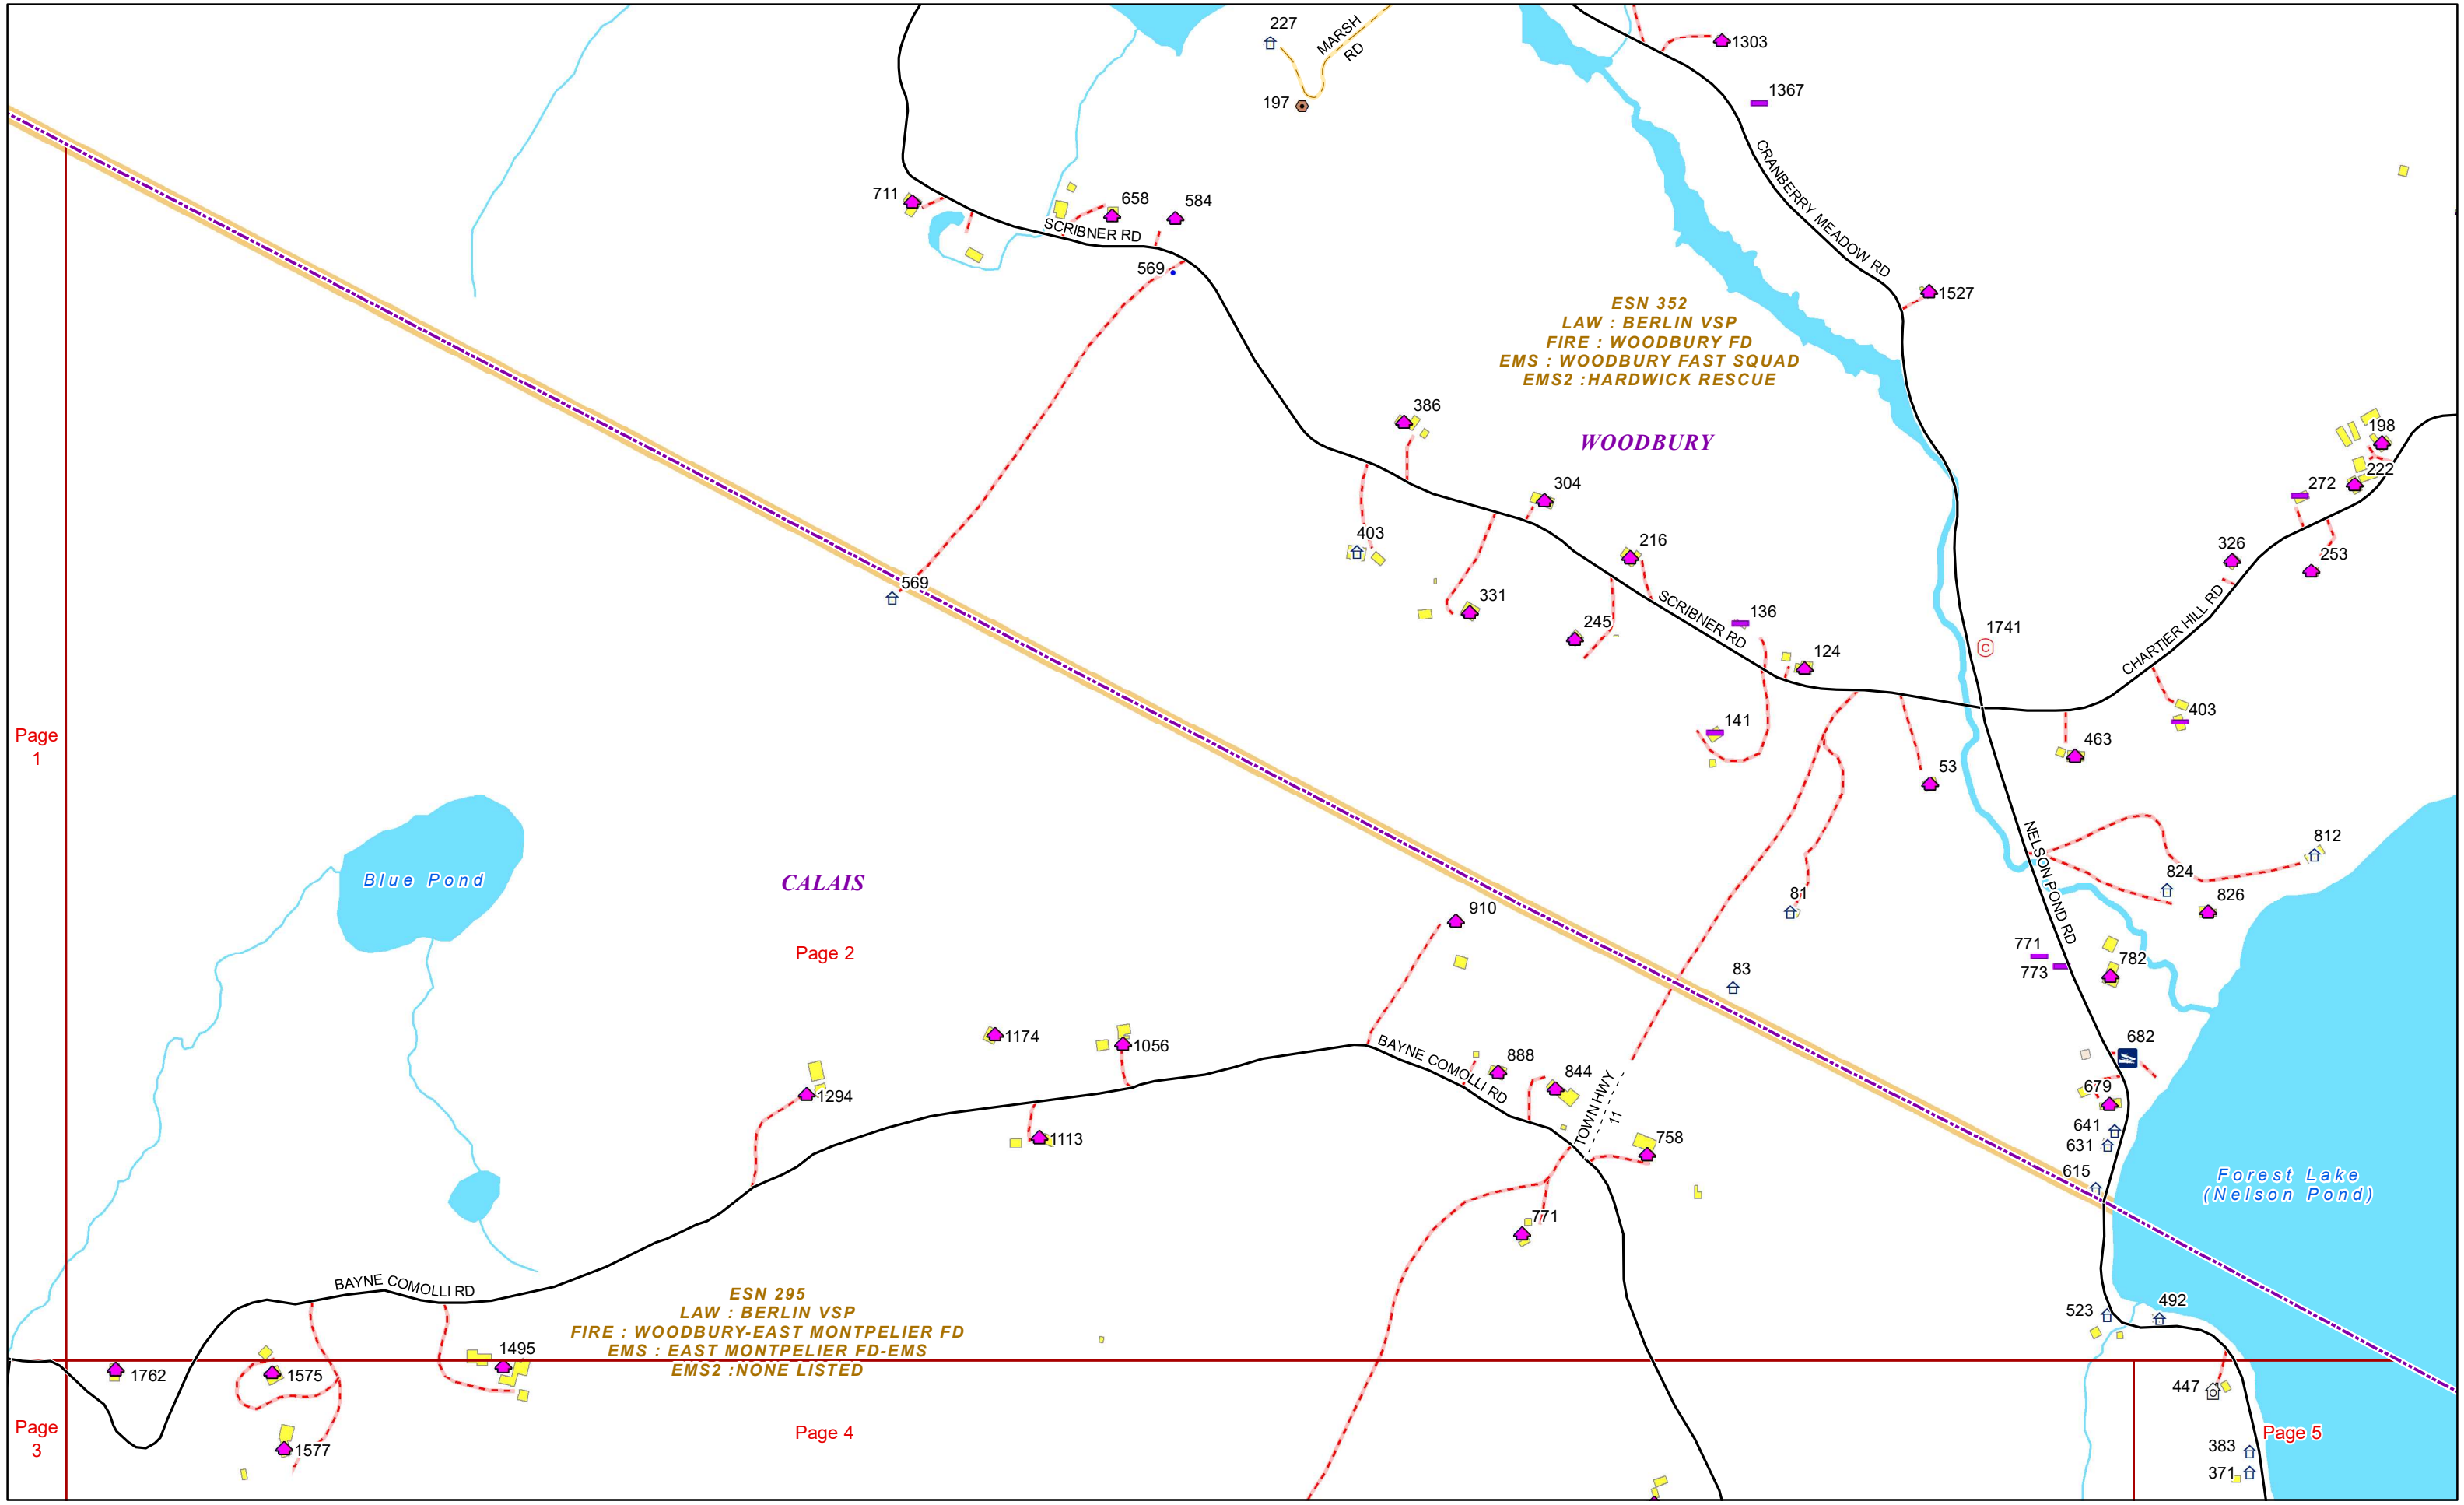 227
MARSH
RD
1303
197
1367
CRANBERRY MEADOW RD
711
658
584
SCRIBNER RD
569
1527
ESN 352
LAW : BERLIN VSP
FIRE : WOODBURY FD
EMS : WOODBURY FAST SQUAD
EMS2 :HARDWICK RESCUE
386
WOODBURY
198
222
304
272
403
216
326
253
569
331
245
SCRIBNER RD
136
CHARTIER HILL RD
1741
124
Page
1
141
403
463
53
NELSON POND RD
812
Blue Pond
CALAIS
824
81
826
910
Page 2
771
782
773
83
1174
1056
682
BAYNE COMOLLI RD
888
844
1294
679
TOWN HWY
11
641
1113
758
631
615
Forest Lake
(Nelson Pond)
771
BAYNE COMOLLI RD
ESN 295
LAW : BERLIN VSP
FIRE : WOODBURY-EAST MONTPELIER FD
EMS : EAST MONTPELIER FD-EMS
EMS2 :NONE LISTED
523
492
1495
1762
1575
447
Page
3
Page 4
Page 5
1577
383
371
C